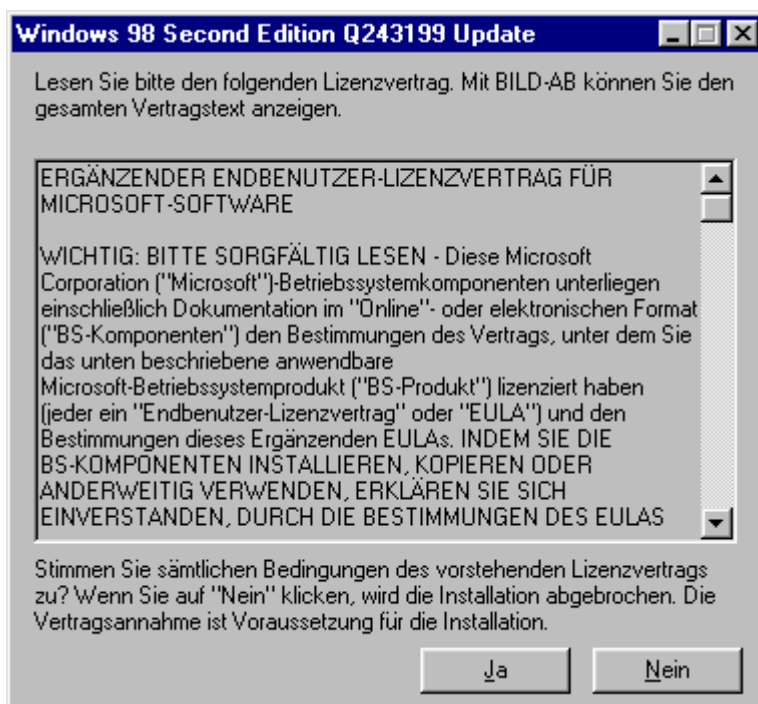 Windows 98 Second Edition Q243199 Update
Lesen Sie bitte den folgenden Lizenzvertrag. Mit BILD-AB können Sie den
gesamten Vertragstext anzeigen.
ERGÄNZENDER ENDBENUTZER-LIZENZVERTRAG FÜR
MICROSOFT-SOFTWARE
WICHTIG: BITTE SORGFÄLTIG LESEN - Diese Microsoft
Corporation ("Microsoft")-Betriebssystemkomponenten unterliegen
einschließlich Dokumentation im "Online"- oder elektronischen Format
("BS-Komponenten") den Bestimmungen des Vertrags, unter dem Sie
das unten beschriebene anwendbare
Microsoft-Betriebssystemprodukt ("BS-Produkt") lizenziert haben
(jeder ein "Endbenutzer-Lizenzvertrag" oder "EULA") und den
Bestimmungen dieses Ergänzenden EULAs. INDEM SIE DIE
BS-KOMPONENTEN INSTALLIEREN, KOPIEREN ODER
ANDERWEITIG VERWENDEN, ERKLÄREN SIE SICH
EINVERSTANDEN, DURCH DIE BESTIMMUNGEN DES EULAS
Stimmen Sie sämtlichen Bedingungen des vorstehenden Lizenzvertrags
zu? Wenn Sie auf "Nein" klicken, wird die Installation abgebrochen. Die
Vertragsannahme ist Voraussetzung für die Installation.
Ja
Nein